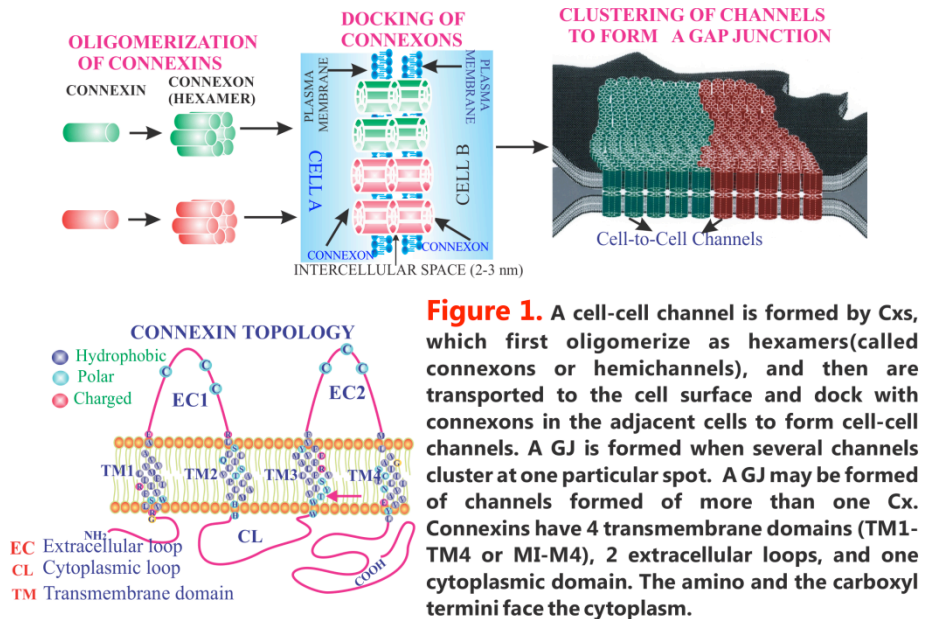 OLIGOMERIZATION
OF CONNEXINS
DOCKING OF
CONNEXONS
CLUSTERING OF CHANNELS
TO FORM A GAP JUNCTION
CONNEXIN
CONNEXON
(HEXAMER)
PLASMA
MEMBRANE
PLASMA
MEMBRANE
CELL A
CELL B
CONNEXON
CONNEXON
INTERCELLULAR SPACE (2-3 nm)
Cell-to-Cell Channels
CONNEXIN TOPOLOGY
Hydrophobic
Polar
Charged
C
C
C
EC1
C
C
C
EC2
TM1
TM2
TM3
TM4
NH2
CL
COOH
EC Extracellular loop
CL Cytoplasmic loop
TM Transmembrane domain
Figure 1. A cell-cell channel is formed by Cxs,
which first oligomerize as hexamers(called
connexons or hemichannels), and then are
transported to the cell surface and dock with
connexons in the adjacent cells to form cell-cell
channels. A GJ is formed when several channels
cluster at one particular spot. A GJ may be formed
of channels formed of more than one Cx.
Connexins have 4 transmembrane domains (TM1-
TM4 or MI-M4), 2 extracellular loops, and one
cytoplasmic domain. The amino and the carboxyl
termini face the cytoplasm.